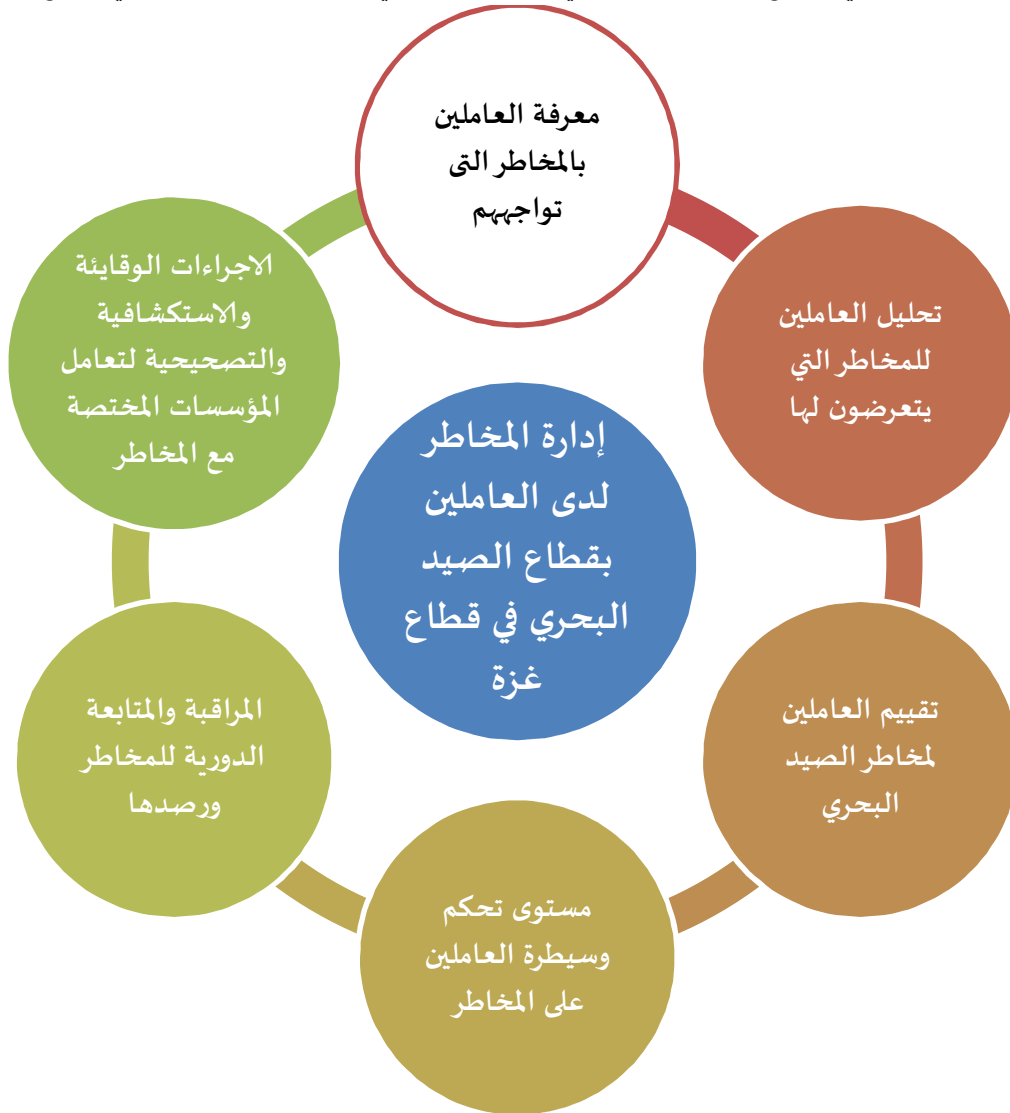 معرفة العاملين
بالمخاطر التى
تواجههم
تحليل العاملين
للمخاطر التي
يتعرضون لها
تقييم العاملين
لمخاطر الصيد
البحري
مستوى تحكم
وسيطرة العاملين
على المخاطر
المراقبة والمتابعة
الدورية للمخاطر
ورصدها
الاجراءات الوقايئة
والاستكشافية
والتصحيحية لتعامل
المؤسسات المختصة
مع المخاطر
إدارة المخاطر
لدى العاملين
بقطاع الصيد
البحري في قطاع
غزة